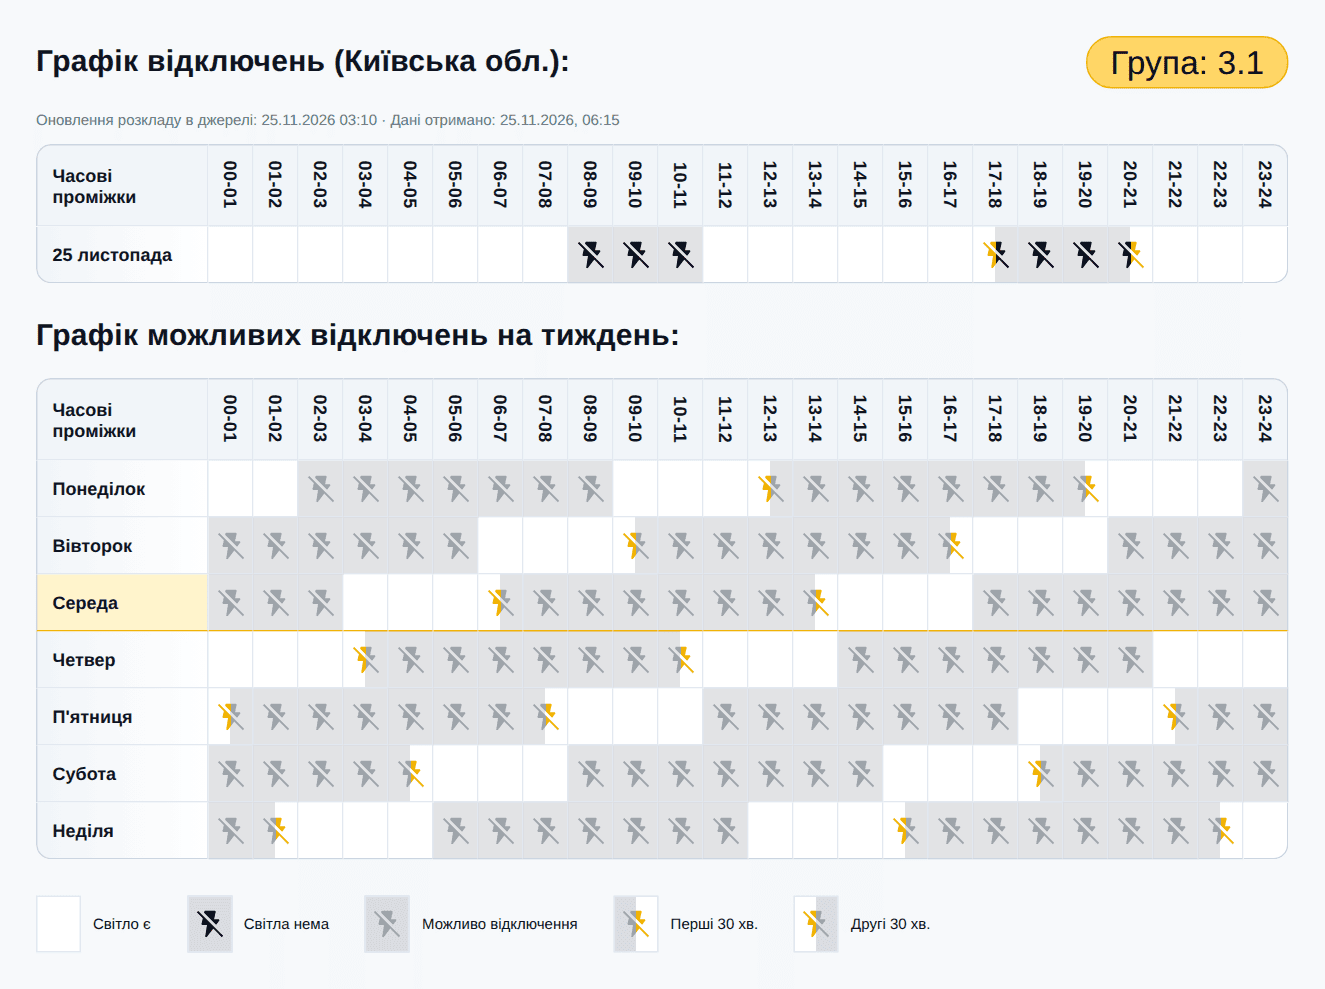 Графік відключень (Київська обл.):
Група: 3.1
Оновлення розкладу в джерелі: 25.11.2026 03:10 · Дані отримано: 25.11.2026, 06:15
Часові
проміжки
00-01 01-02 02-03 03-04 04-05 05-06 06-07 07-08 08-09 09-10 10-11 11-12 12-13 13-14 14-15 15-16 16-17 17-18 18-19 19-20 20-21 21-22 22-23 23-24
25 листопада
Графік можливих відключень на тиждень:
Часові
проміжки
00-01 01-02 02-03 03-04 04-05 05-06 06-07 07-08 08-09 09-10 10-11 11-12 12-13 13-14 14-15 15-16 16-17 17-18 18-19 19-20 20-21 21-22 22-23 23-24
Понеділок
Вівторок
Середа
Четвер
П'ятниця
Субота
Неділя
Світло є
Світла нема
Можливо відключення
Перші 30 хв.
Другі 30 хв.